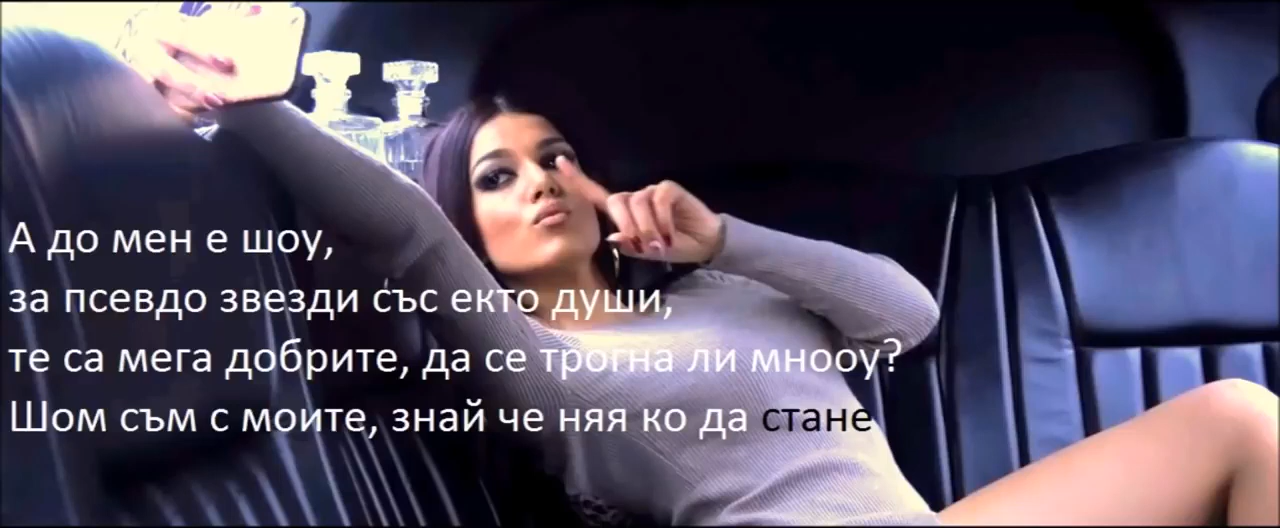 А до мен е шоу,
за псевдо звезди със екто души,
те са мега добрите, да се трогна ли мнооу?
Шом съм с моите, знай че няя ко да стане